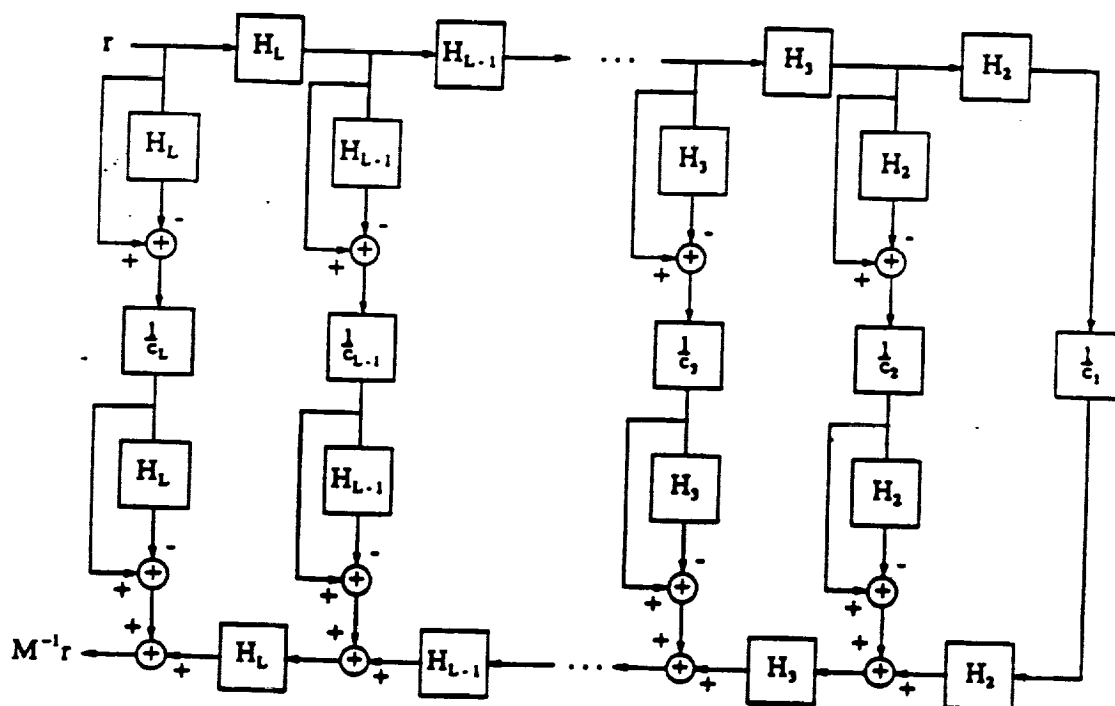 r H_L H_{L-1} ... H_3 H_2
H_L H_{L-1} H_3 H_2
- - - -
+ + + +
+ + + +
1/c_L 1/c_{L-1} 1/c_3 1/c_2 1/c_1
H_L H_{L-1} H_3 H_2
- - - -
+ + + +
+ + + +
+ + + +
M⁻¹r + H_L + H_{L-1} ... + H_3 + H_2
+ + + +